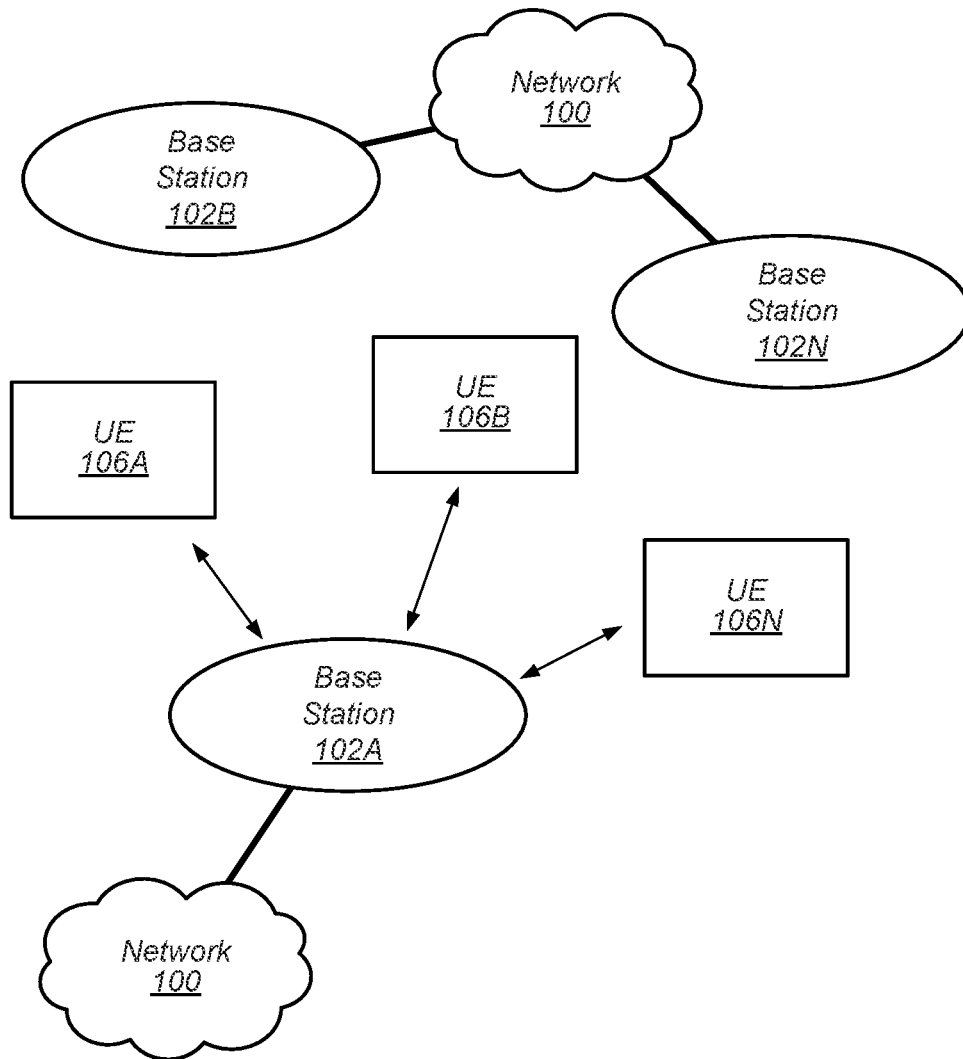 Network
100
Base
Station
102B
Base
Station
102N
UE
106B
UE
106A
UE
106N
Base
Station
102A
Network
100